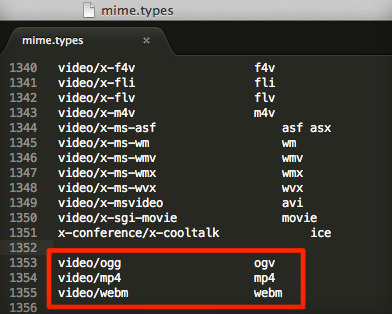 mime.types
mime.types ×
1340 video/x-f4v f4v
1341 video/x-fli fli
1342 video/x-flv flv
1343 video/x-m4v m4v
1344 video/x-ms-asf asf asx
1345 video/x-ms-wm wm
1346 video/x-ms-wmv wmv
1347 video/x-ms-wmx wmx
1348 video/x-ms-wvx wvx
1349 video/x-msvideo avi
1350 video/x-sgi-movie movie
1351 x-conference/x-cooltalk ice
1352
1353 video/ogg ogv
1354 video/mp4 mp4
1355 video/webm webm
1356